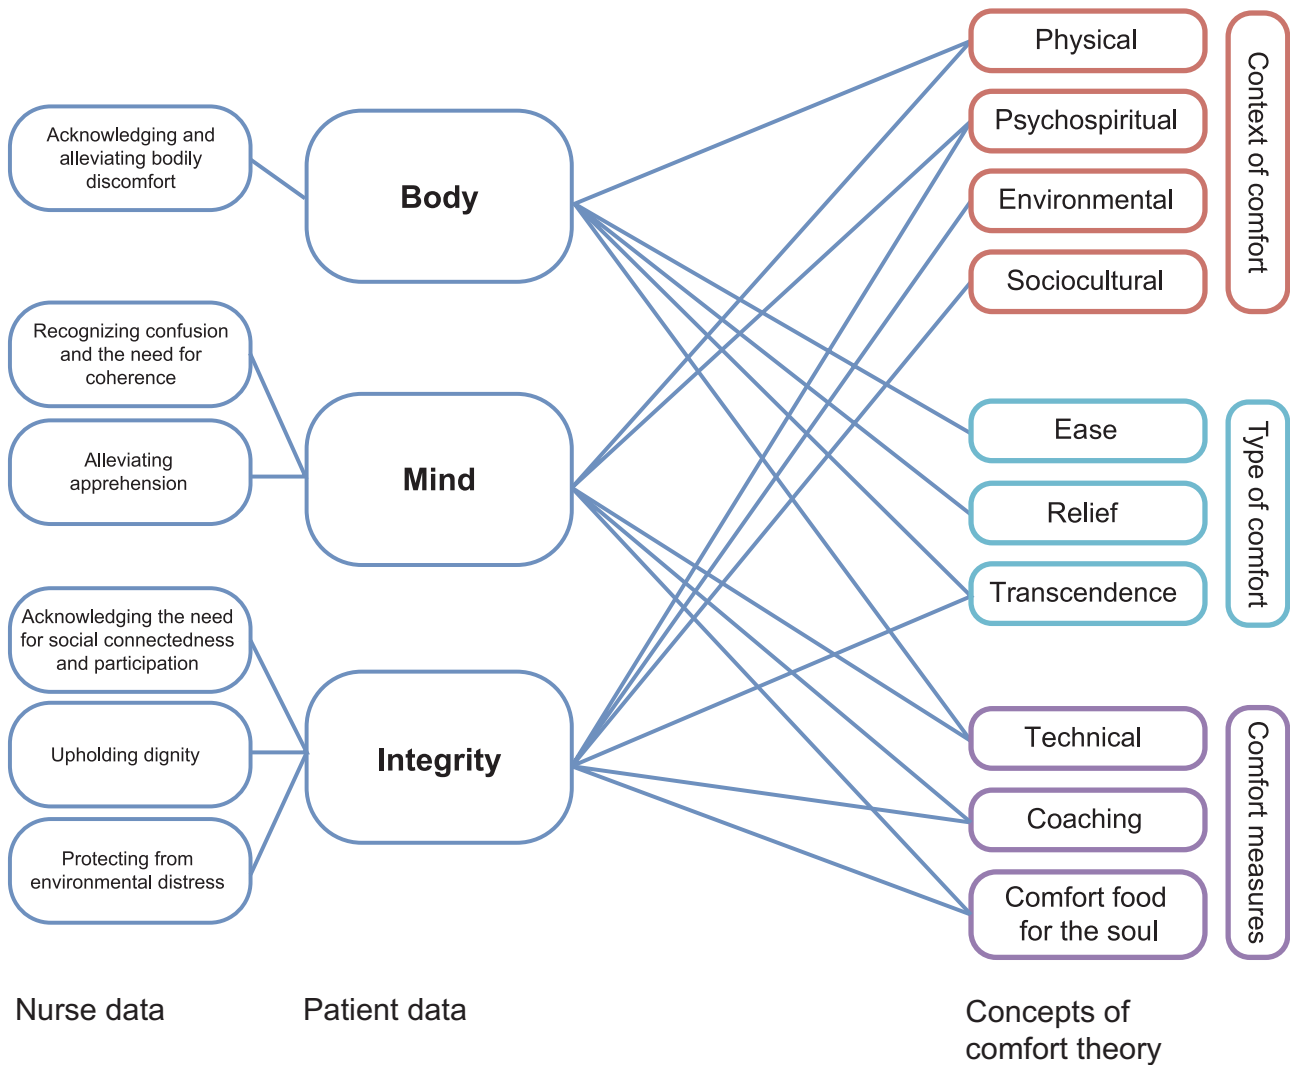 Acknowledging and
alleviating bodily
discomfort
Recognizing confusion
and the need for
coherence
Alleviating
apprehension
Acknowledging the need
for social connectedness
and participation
Upholding dignity
Protecting from
environmental distress
Nurse data
Body
Mind
Integrity
Patient data
Physical
Psychospiritual
Environmental
Sociocultural
Context of comfort
Ease
Relief
Transcendence
Type of comfort
Technical
Coaching
Comfort food
for the soul
Comfort measures
Concepts of
comfort theory